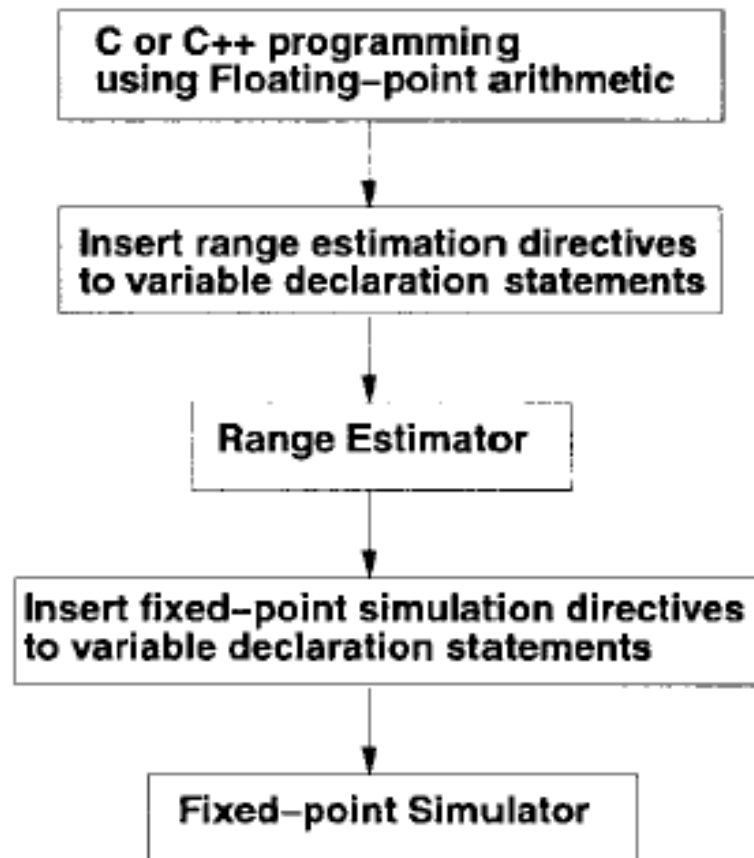 C or C++ programming
using Floating–point arithmetic
Insert range estimation directives
to variable declaration statements
Range Estimator
Insert fixed–point simulation directives
to variable declaration statements
Fixed–point Simulator